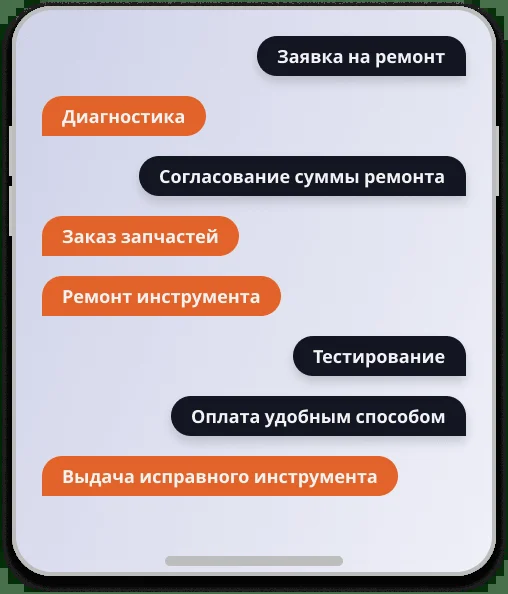 Заявка на ремонт
Диагностика
Согласование суммы ремонта
Заказ запчастей
Ремонт инструмента
Тестирование
Оплата удобным способом
Выдача исправного инструмента